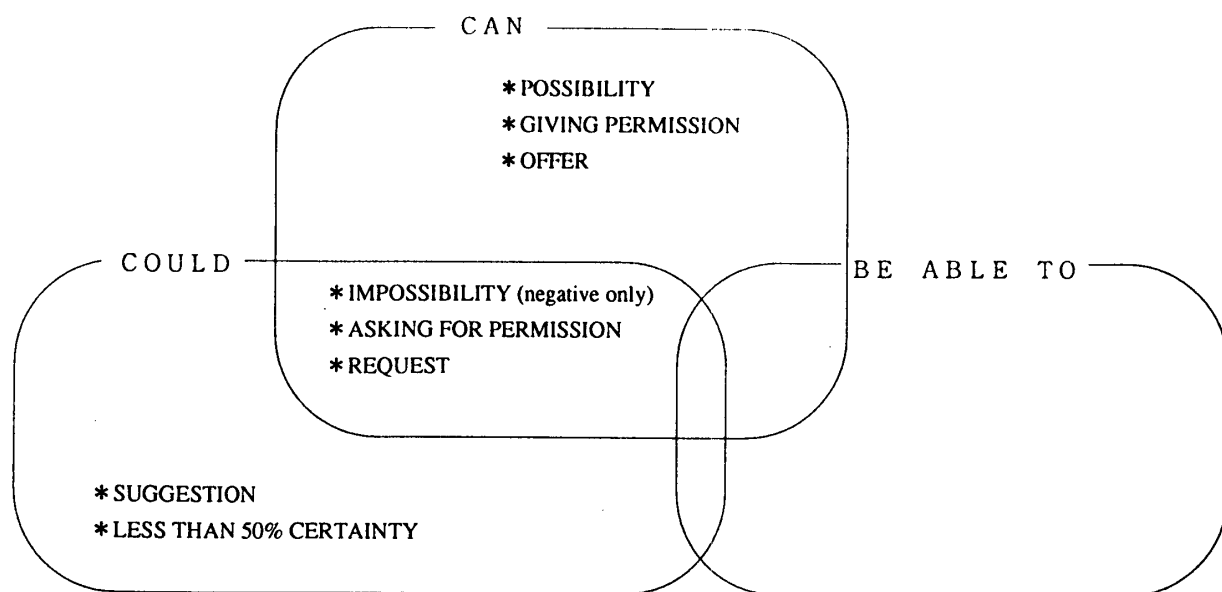 CAN
* POSSIBILITY
* GIVING PERMISSION
* OFFER
COULD
BE ABLE TO
* IMPOSSIBILITY (negative only)
* ASKING FOR PERMISSION
* REQUEST
* SUGGESTION
* LESS THAN 50% CERTAINTY